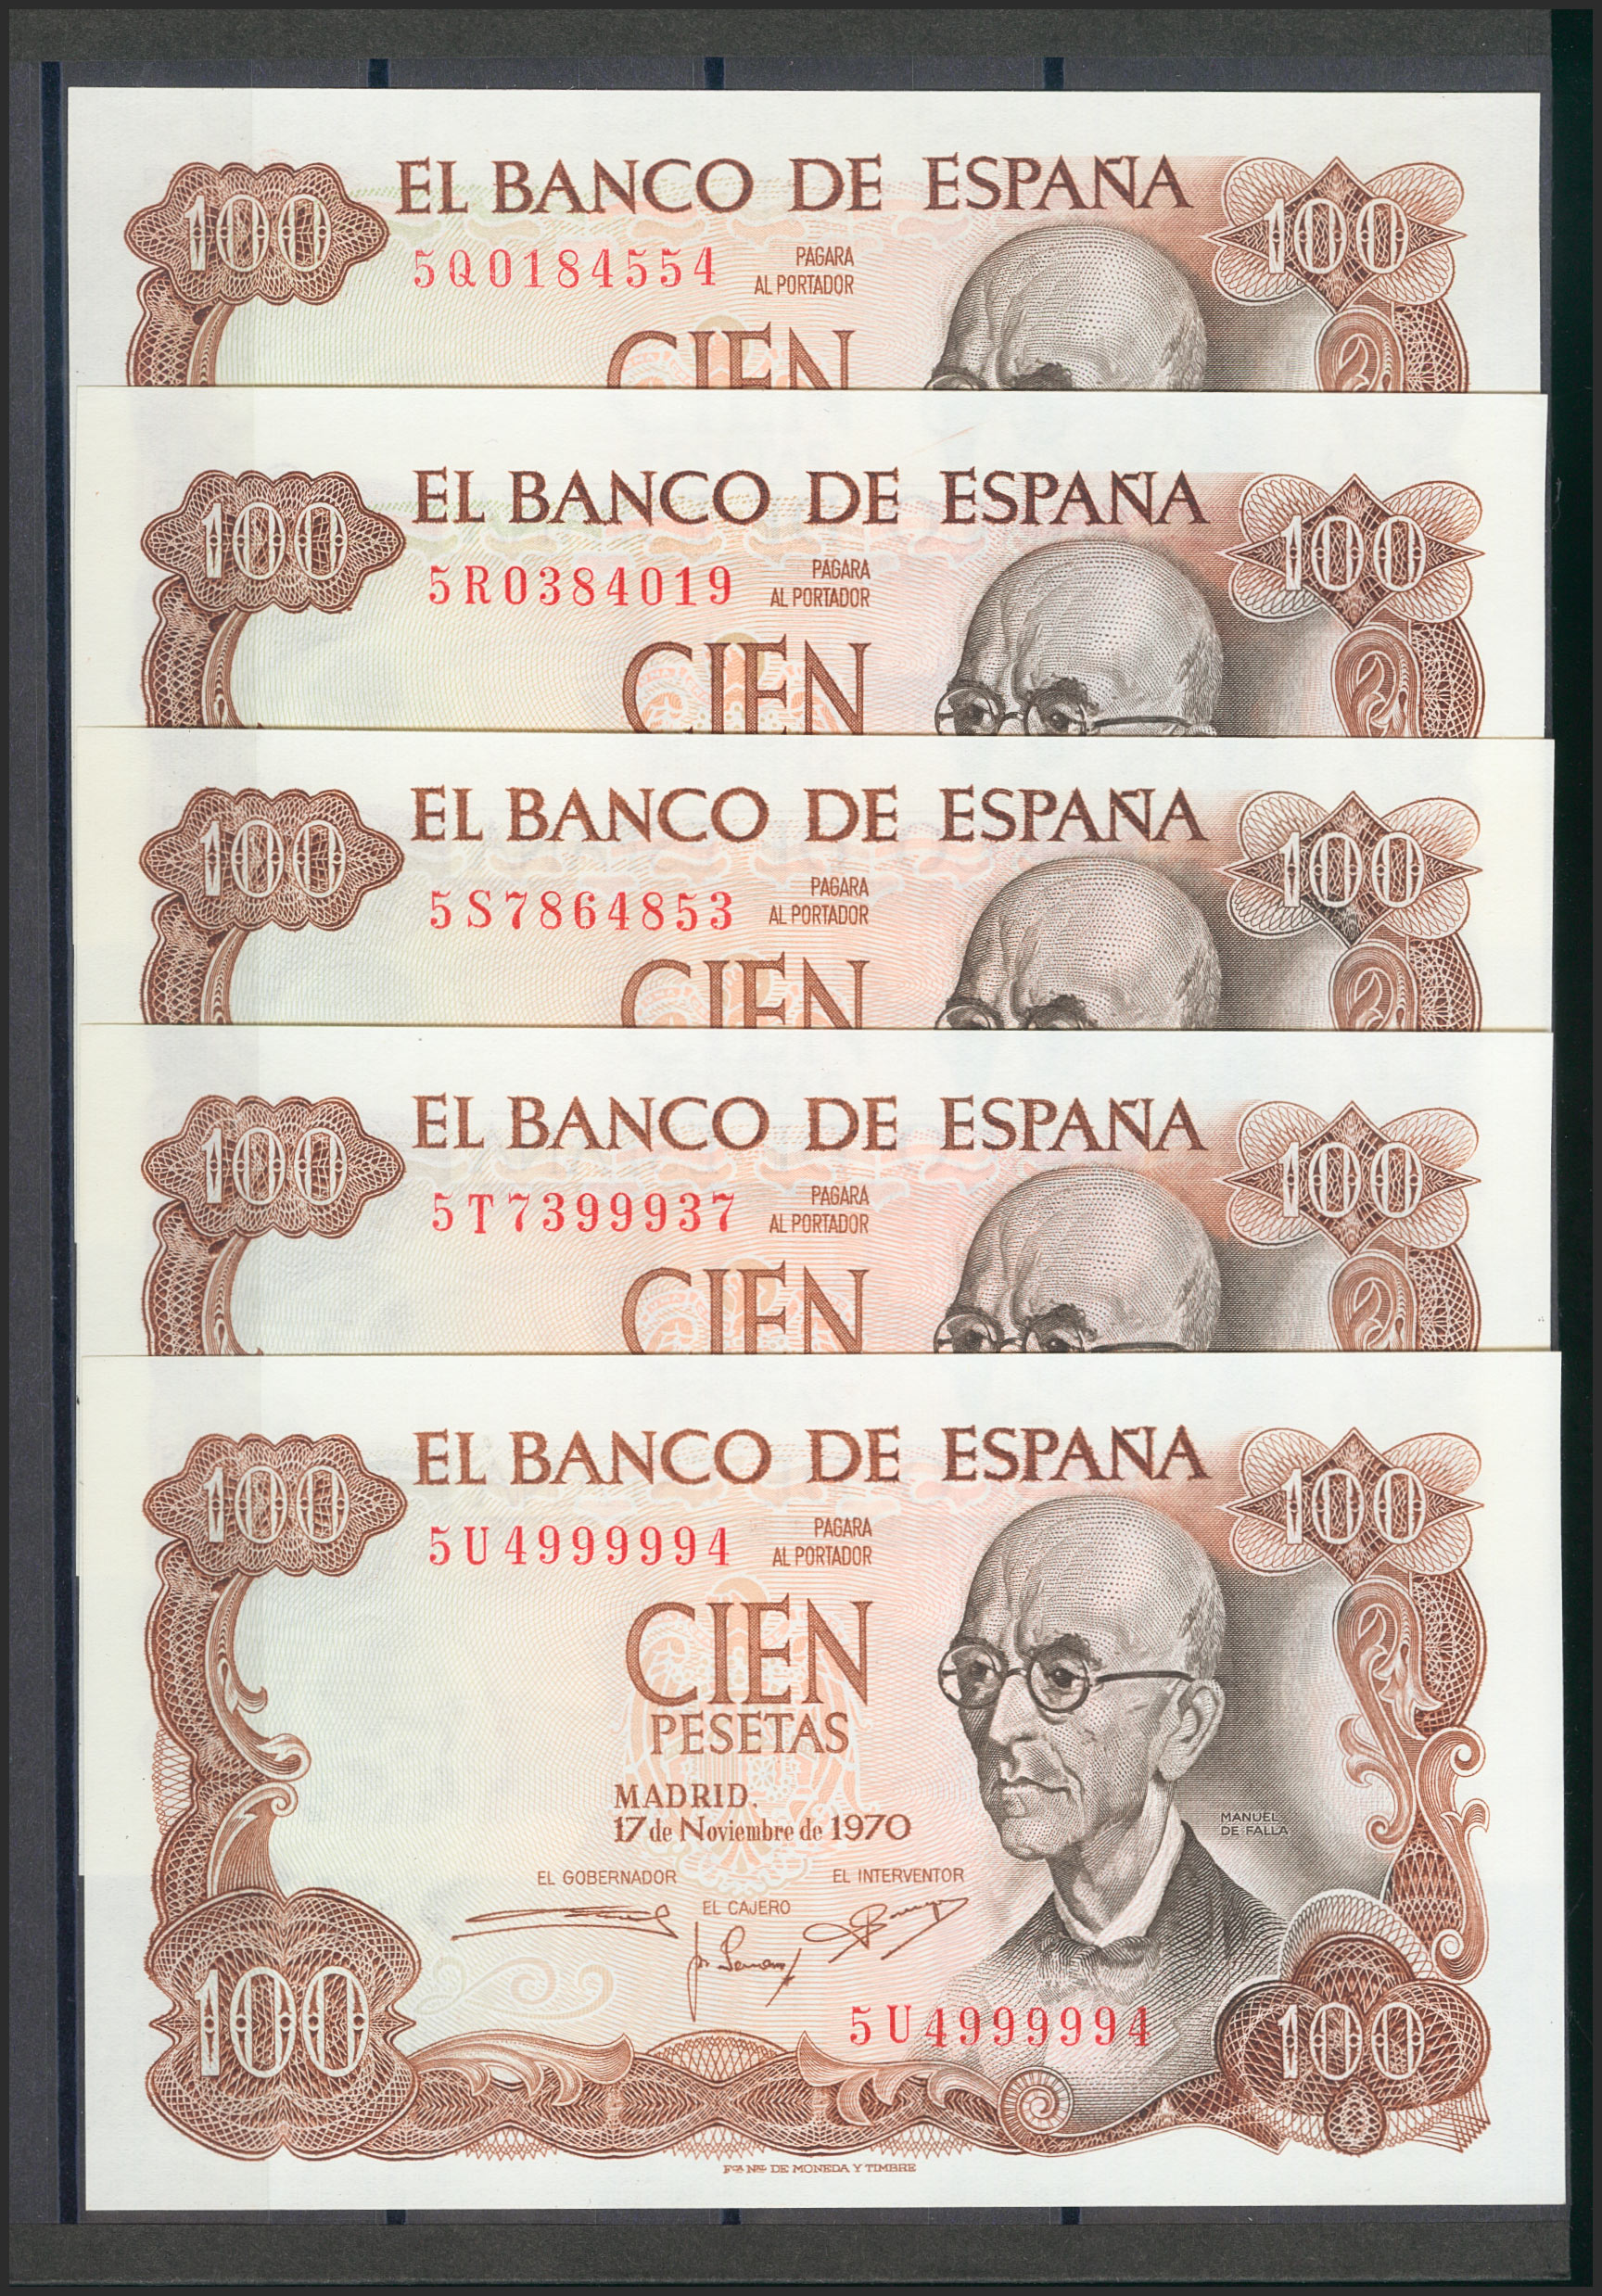 EL BANCO DE ESPAÑA
100
100
5Q0184554
PAGARA
AL PORTADOR
CIEN
EL BANCO DE ESPAÑA
100
100
5R0384019
PAGARA
AL PORTADOR
CIEN
EL BANCO DE ESPAÑA
100
100
5S7864853
PAGARA
AL PORTADOR
CIEN
EL BANCO DE ESPAÑA
100
100
5T7399937
PAGARA
AL PORTADOR
CIEN
EL BANCO DE ESPAÑA
100
100
5U4999994
PAGARA
AL PORTADOR
CIEN
PESETAS
MADRID.
17 de Noviembre de 1970
MANUEL
DE FALLA
EL GOBERNADOR
EL INTERVENTOR
EL CAJERO
100
5U4999994
100
FCA NAL DE MONEDA Y TIMBRE